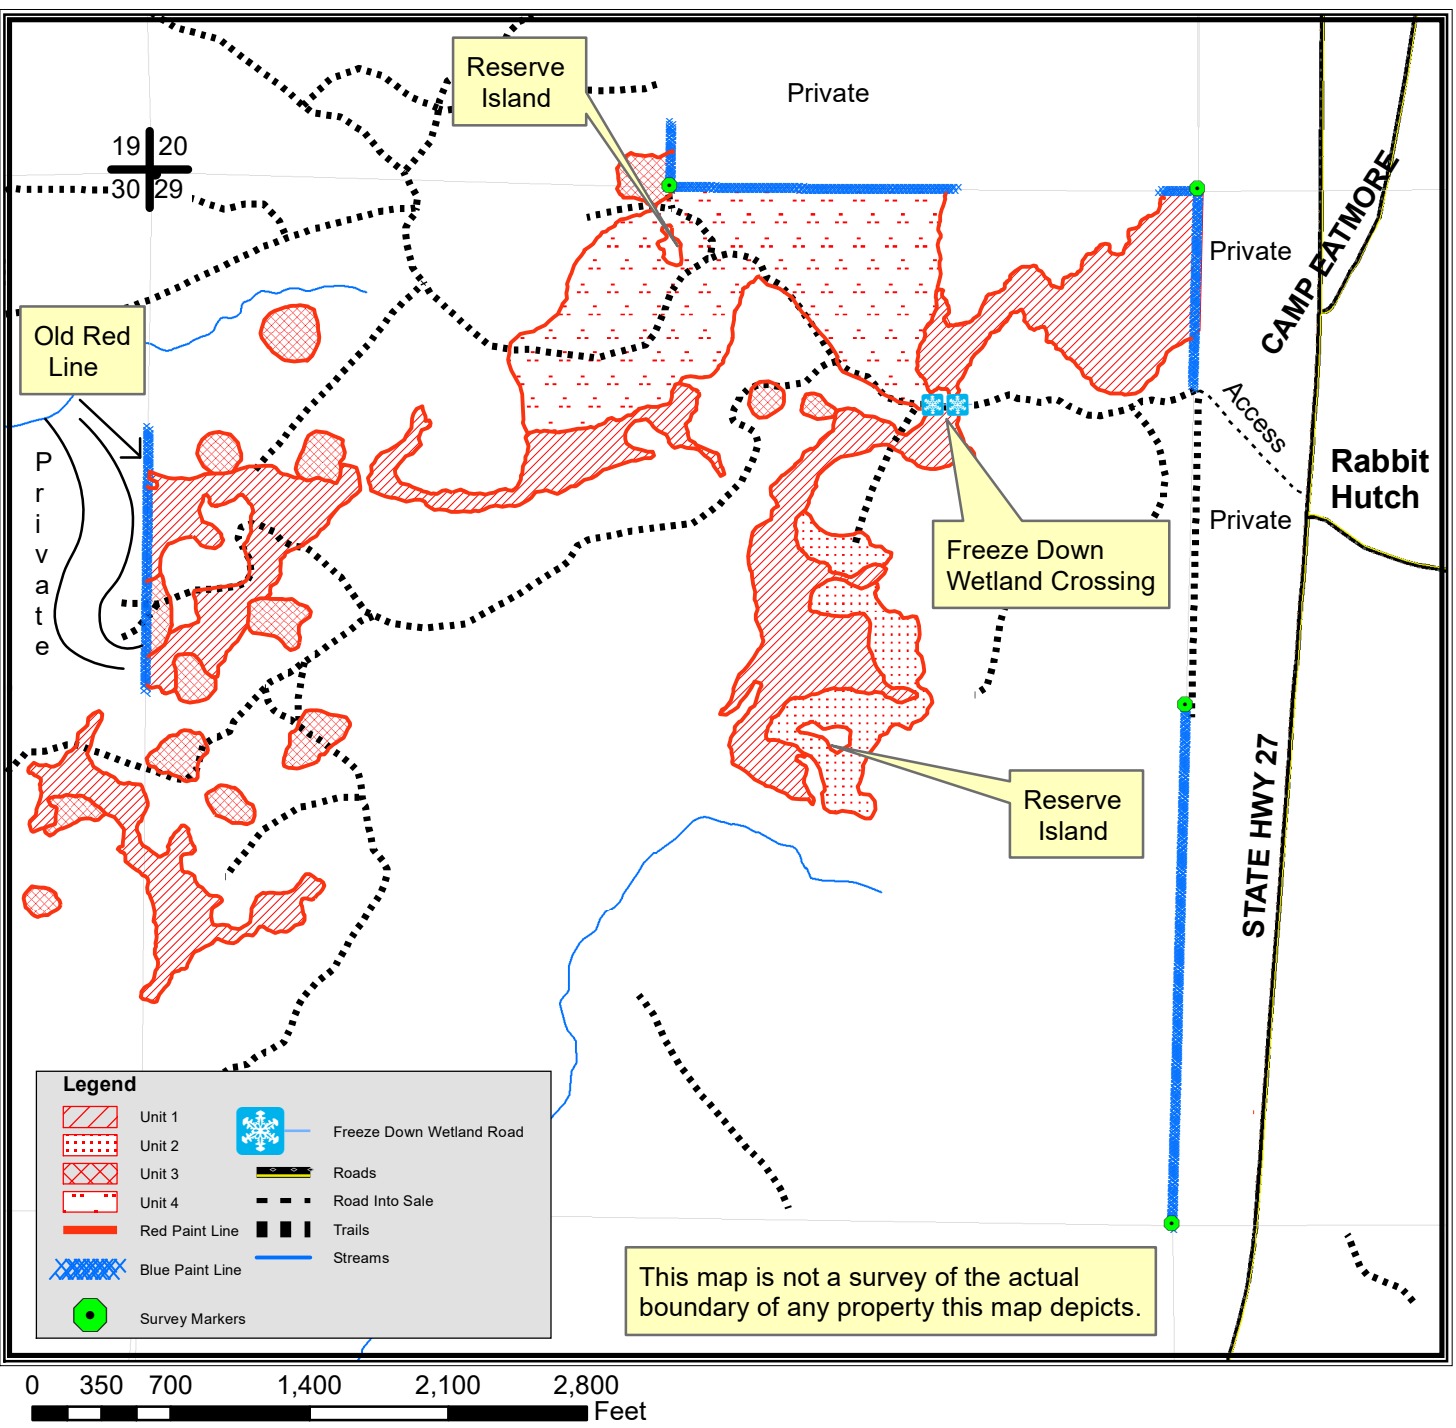 Reserve
Island
Private
19 20
30 29
CAMP EATMORE
Private
Old Red
Line
Access
Rabbit
Hutch
Private
Private
Freeze Down
Wetland Crossing
Reserve
Island
STATE HWY 27
Legend
Unit 1
Unit 2
Unit 3
Unit 4
Red Paint Line
Blue Paint Line
Survey Markers
Freeze Down Wetland Road
Roads
Road Into Sale
Trails
Streams
This map is not a survey of the actual
boundary of any property this map depicts.
0 350 700 1,400 2,100 2,800
Feet